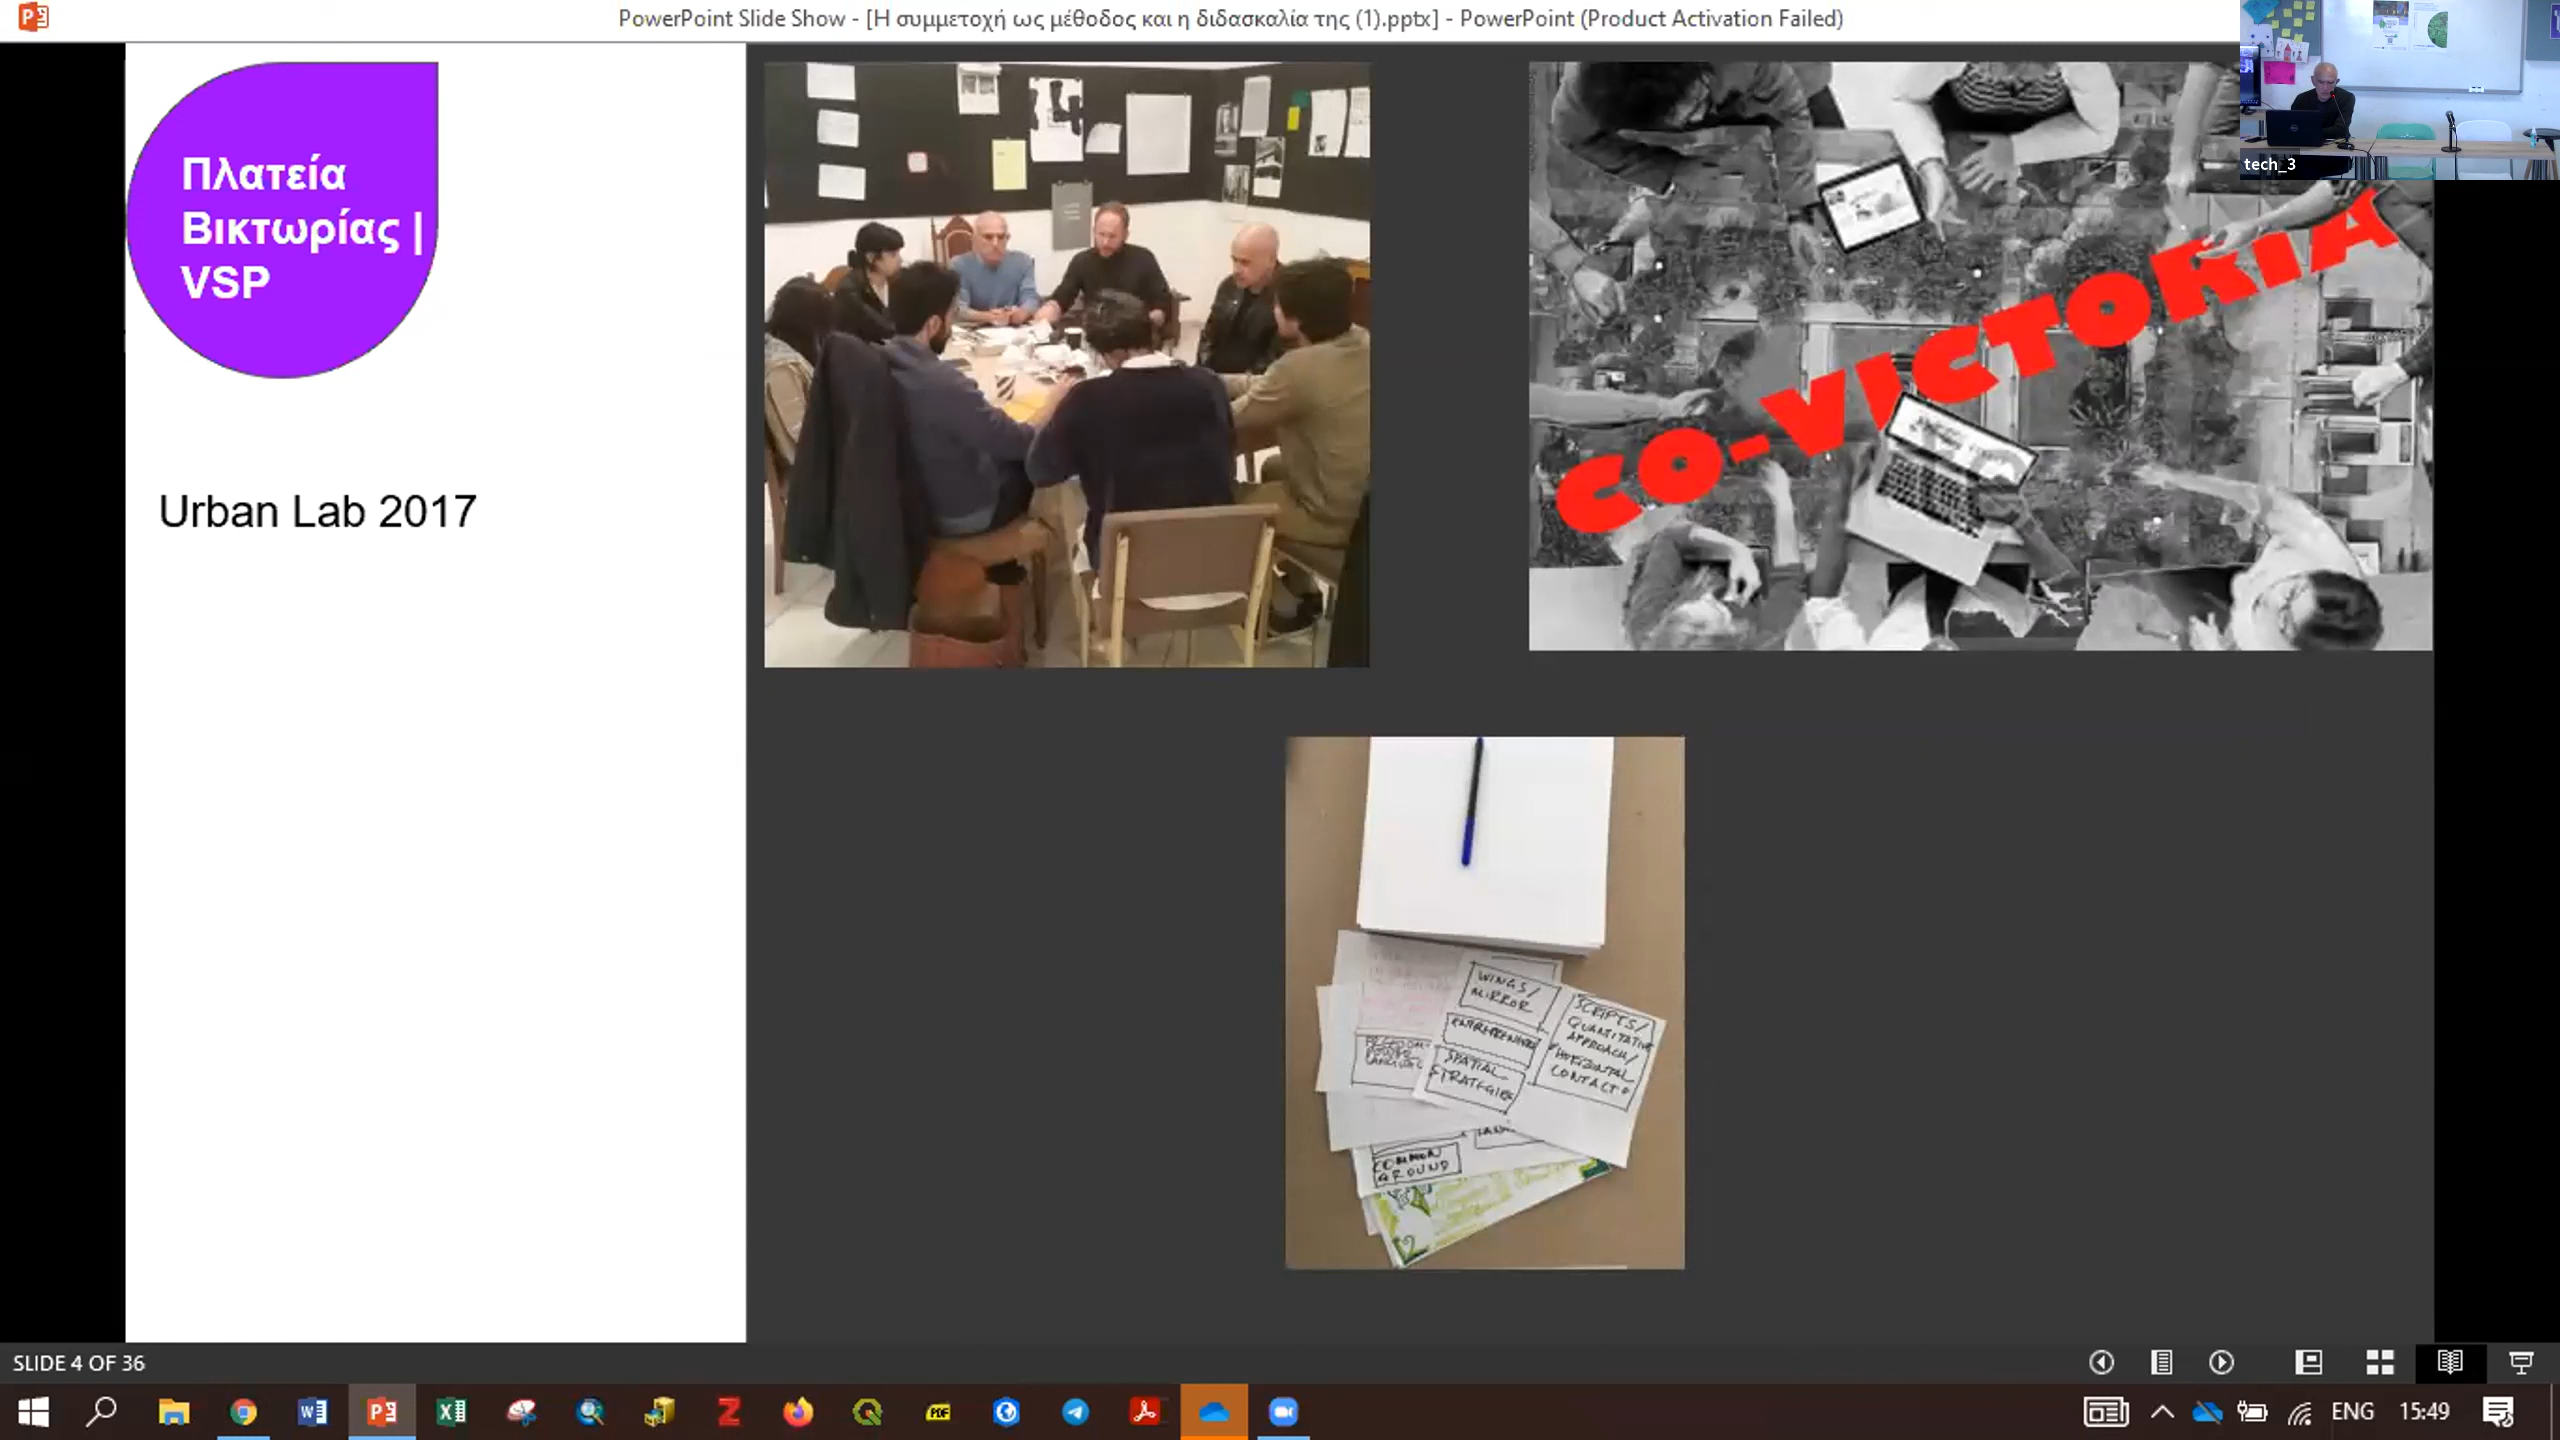 PowerPoint Slide Show - [Η συμμετοχή ως μέθοδος και η διδασκαλία της (1).pptx] - PowerPoint (Product Activation Failed)
tech_3
Πλατεία
Βικτωρίας |
VSP
Urban Lab 2017
CO-VICTORIA
WINGS/
MIRROR
SPATIAL
STRATEGIES
SCRIPTS/
QUANTITATIVE
APPROACH/
HORIZONTAL
CONTACT
COMMON
GROUND
SLIDE 4 OF 36
ENG
15:49